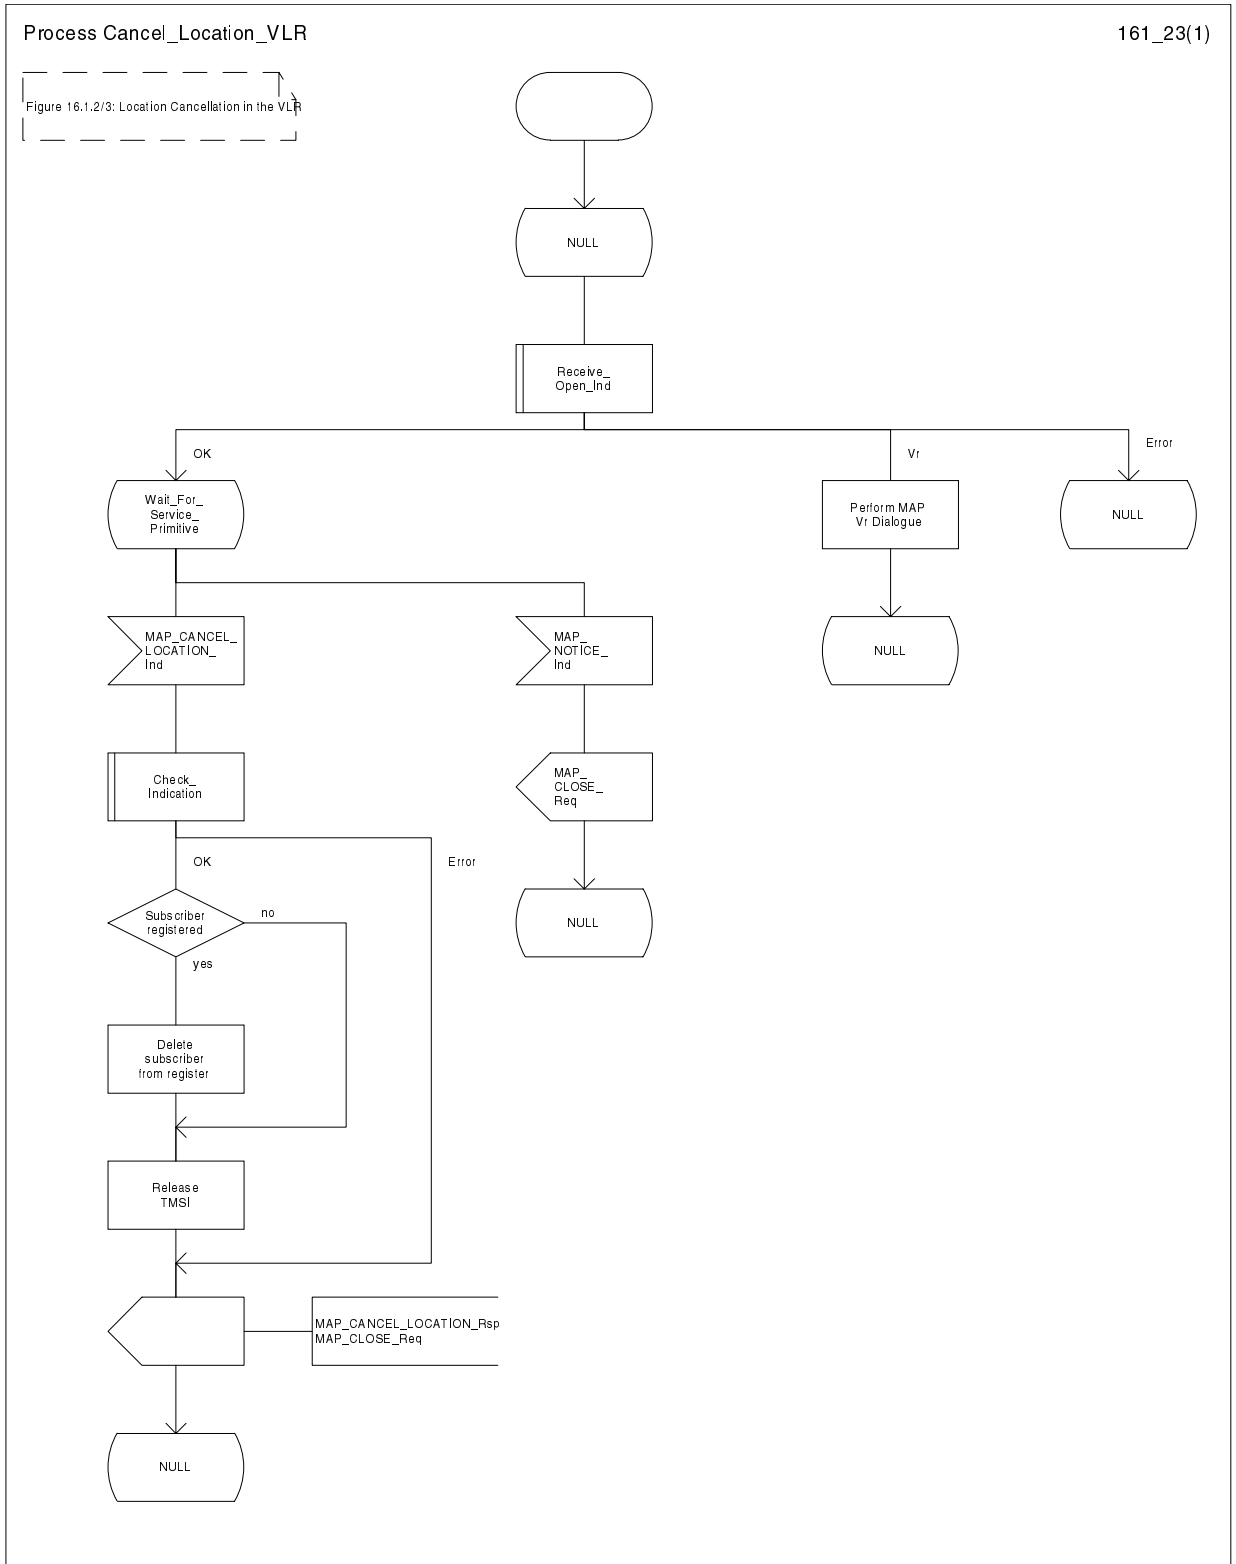 Process Cancel_Location_VLR
161_23(1)
Figure 16.1.2/3: Location Cancellation in the VLR
NULL
Receive_
Open_Ind
OK
Vr
Error
Wait_For_
Service_
Primitive
Perform MAP
Vr Dialogue
NULL
MAP_CANCEL_
LOCATION_
Ind
MAP_
NOTICE_
Ind
NULL
Check_
Indication
MAP_
CLOSE_
Req
OK
Error
Subscriber
registered
no
yes
NULL
Delete
subscriber
from register
Release
TMSI
MAP_CANCEL_LOCATION_Rsp
MAP_CLOSE_Req
NULL